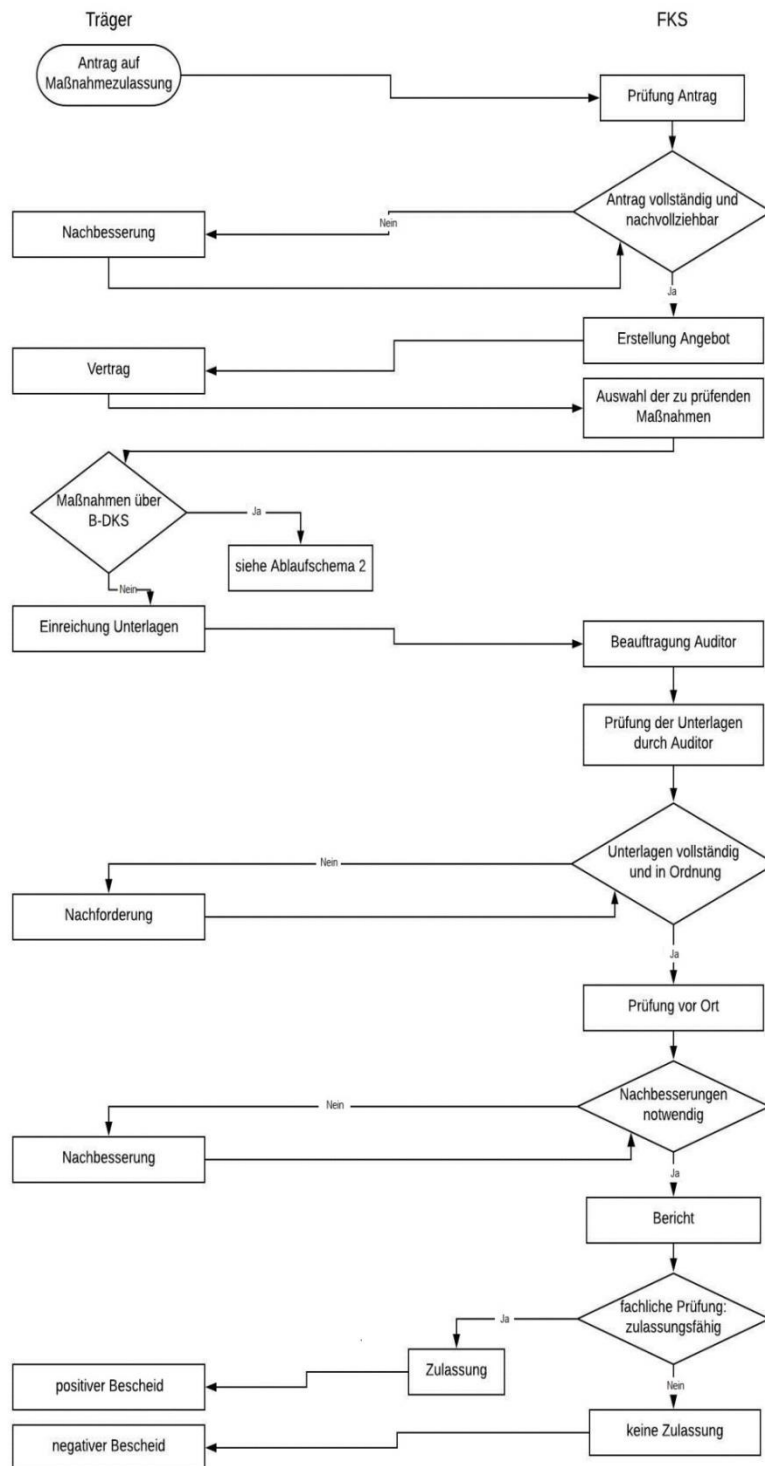 Träger
FKS
Antrag auf
Maßnahmezulassung
Prüfung Antrag
Antrag vollständig und
nachvollziehbar
Nein
Nachbesserung
Ja
Erstellung Angebot
Vertrag
Auswahl der zu prüfenden
Maßnahmen
Maßnahmen über
B-DKS
Ja
siehe Ablaufschema 2
Nein
Einreichung Unterlagen
Beauftragung Auditor
Prüfung der Unterlagen
durch Auditor
Unterlagen vollständig
und in Ordnung
Nein
Nachforderung
Ja
Prüfung vor Ort
Nachbesserungen
notwendig
Nein
Nachbesserung
Ja
Bericht
fachliche Prüfung:
zulassungsfähig
Ja
Zulassung
positiver Bescheid
Nein
keine Zulassung
negativer Bescheid